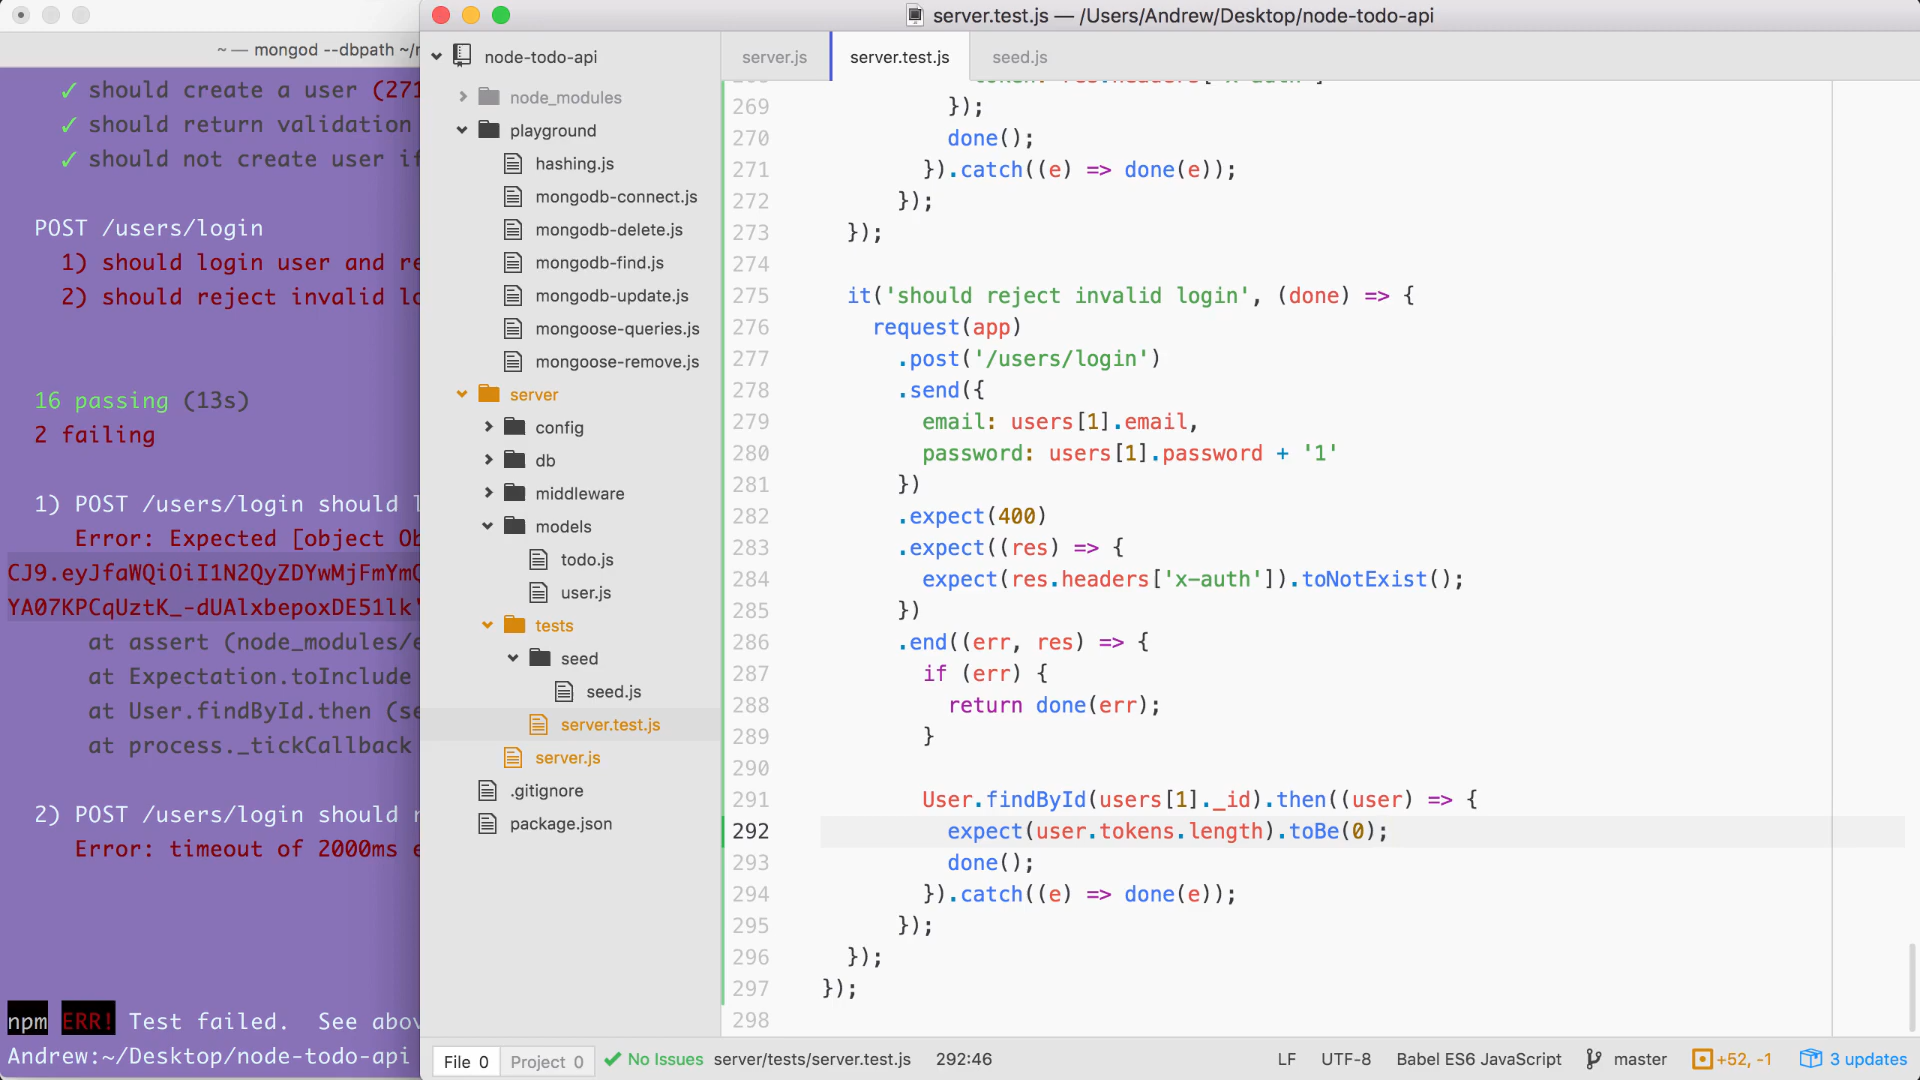 ~ — mongod --dbpath ~/
✓ should create a user (271
✓ should return validation
✓ should not create user if
POST /users/login
1) should login user and re
2) should reject invalid lo
16 passing (13s)
2 failing
1) POST /users/login should l
Error: Expected [object Ob
CJ9.eyJfaWQiOiI1N2QyZDYwMjFmYmQ
YA07KPCqUztK_-dUAlxbepoxDE51lk'
at assert (node_modules/e
at Expectation.toInclude
at User.findById.then (se
at process._tickCallback
2) POST /users/login should r
Error: timeout of 2000ms e
npm ERR! Test failed.  See abov
Andrew:~/Desktop/node-todo-api
server.test.js — /Users/Andrew/Desktop/node-todo-api
node-todo-api
node_modules
playground
hashing.js
mongodb-connect.js
mongodb-delete.js
mongodb-find.js
mongodb-update.js
mongoose-queries.js
mongoose-remove.js
server
config
db
middleware
models
todo.js
user.js
tests
seed
seed.js
server.test.js
server.js
.gitignore
package.json
server.js
server.test.js
seed.js
269 });
270 done();
271 }).catch((e) => done(e));
272 });
273 });
274
275 it('should reject invalid login', (done) => {
276 request(app)
277 .post('/users/login')
278 .send({
279 email: users[1].email,
280 password: users[1].password + '1'
281 })
282 .expect(400)
283 .expect((res) => {
284 expect(res.headers['x-auth']).toNotExist();
285 })
286 .end((err, res) => {
287 if (err) {
288 return done(err);
289 }
290
291 User.findById(users[1]._id).then((user) => {
292 expect(user.tokens.length).toBe(0);
293 done();
294 }).catch((e) => done(e));
295 });
296 });
297 });
298
File 0 Project 0 No Issues server/tests/server.test.js 292:46 LF UTF-8 Babel ES6 JavaScript master +52, -1 3 updates